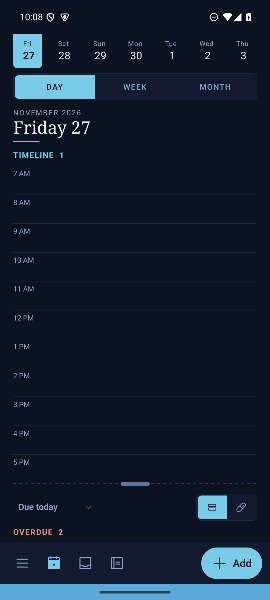 10:08
Fri Sat Sun Mon Tue Wed Thu
27 28 29 30 1 2 3
DAY WEEK MONTH
NOVEMBER 2026
Friday 27
TIMELINE 1
7 AM
8 AM
9 AM
10 AM
11 AM
12 PM
1 PM
2 PM
3 PM
4 PM
5 PM
Due today
OVERDUE 2
Add